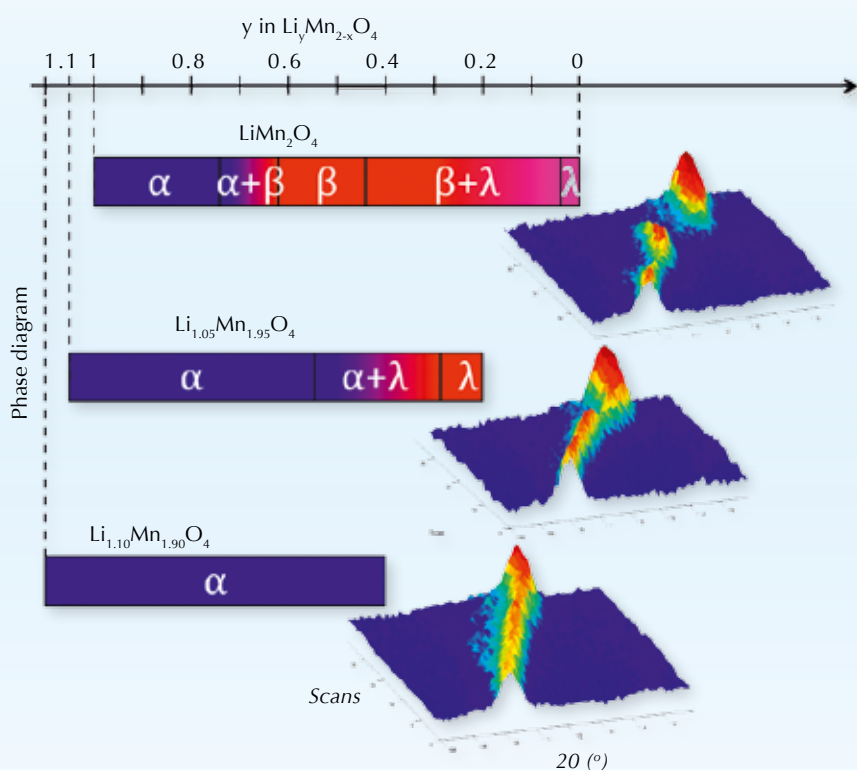 y in LiyMn2-xO4
1.1 1 0.8 0.6 0.4 0.2 0
LiMn2O4
α α+β β β+λ λ
Phase diagram
Li1.05Mn1.95O4
α α+λ λ
Li1.10Mn1.90O4
α
Scans
20 (o)